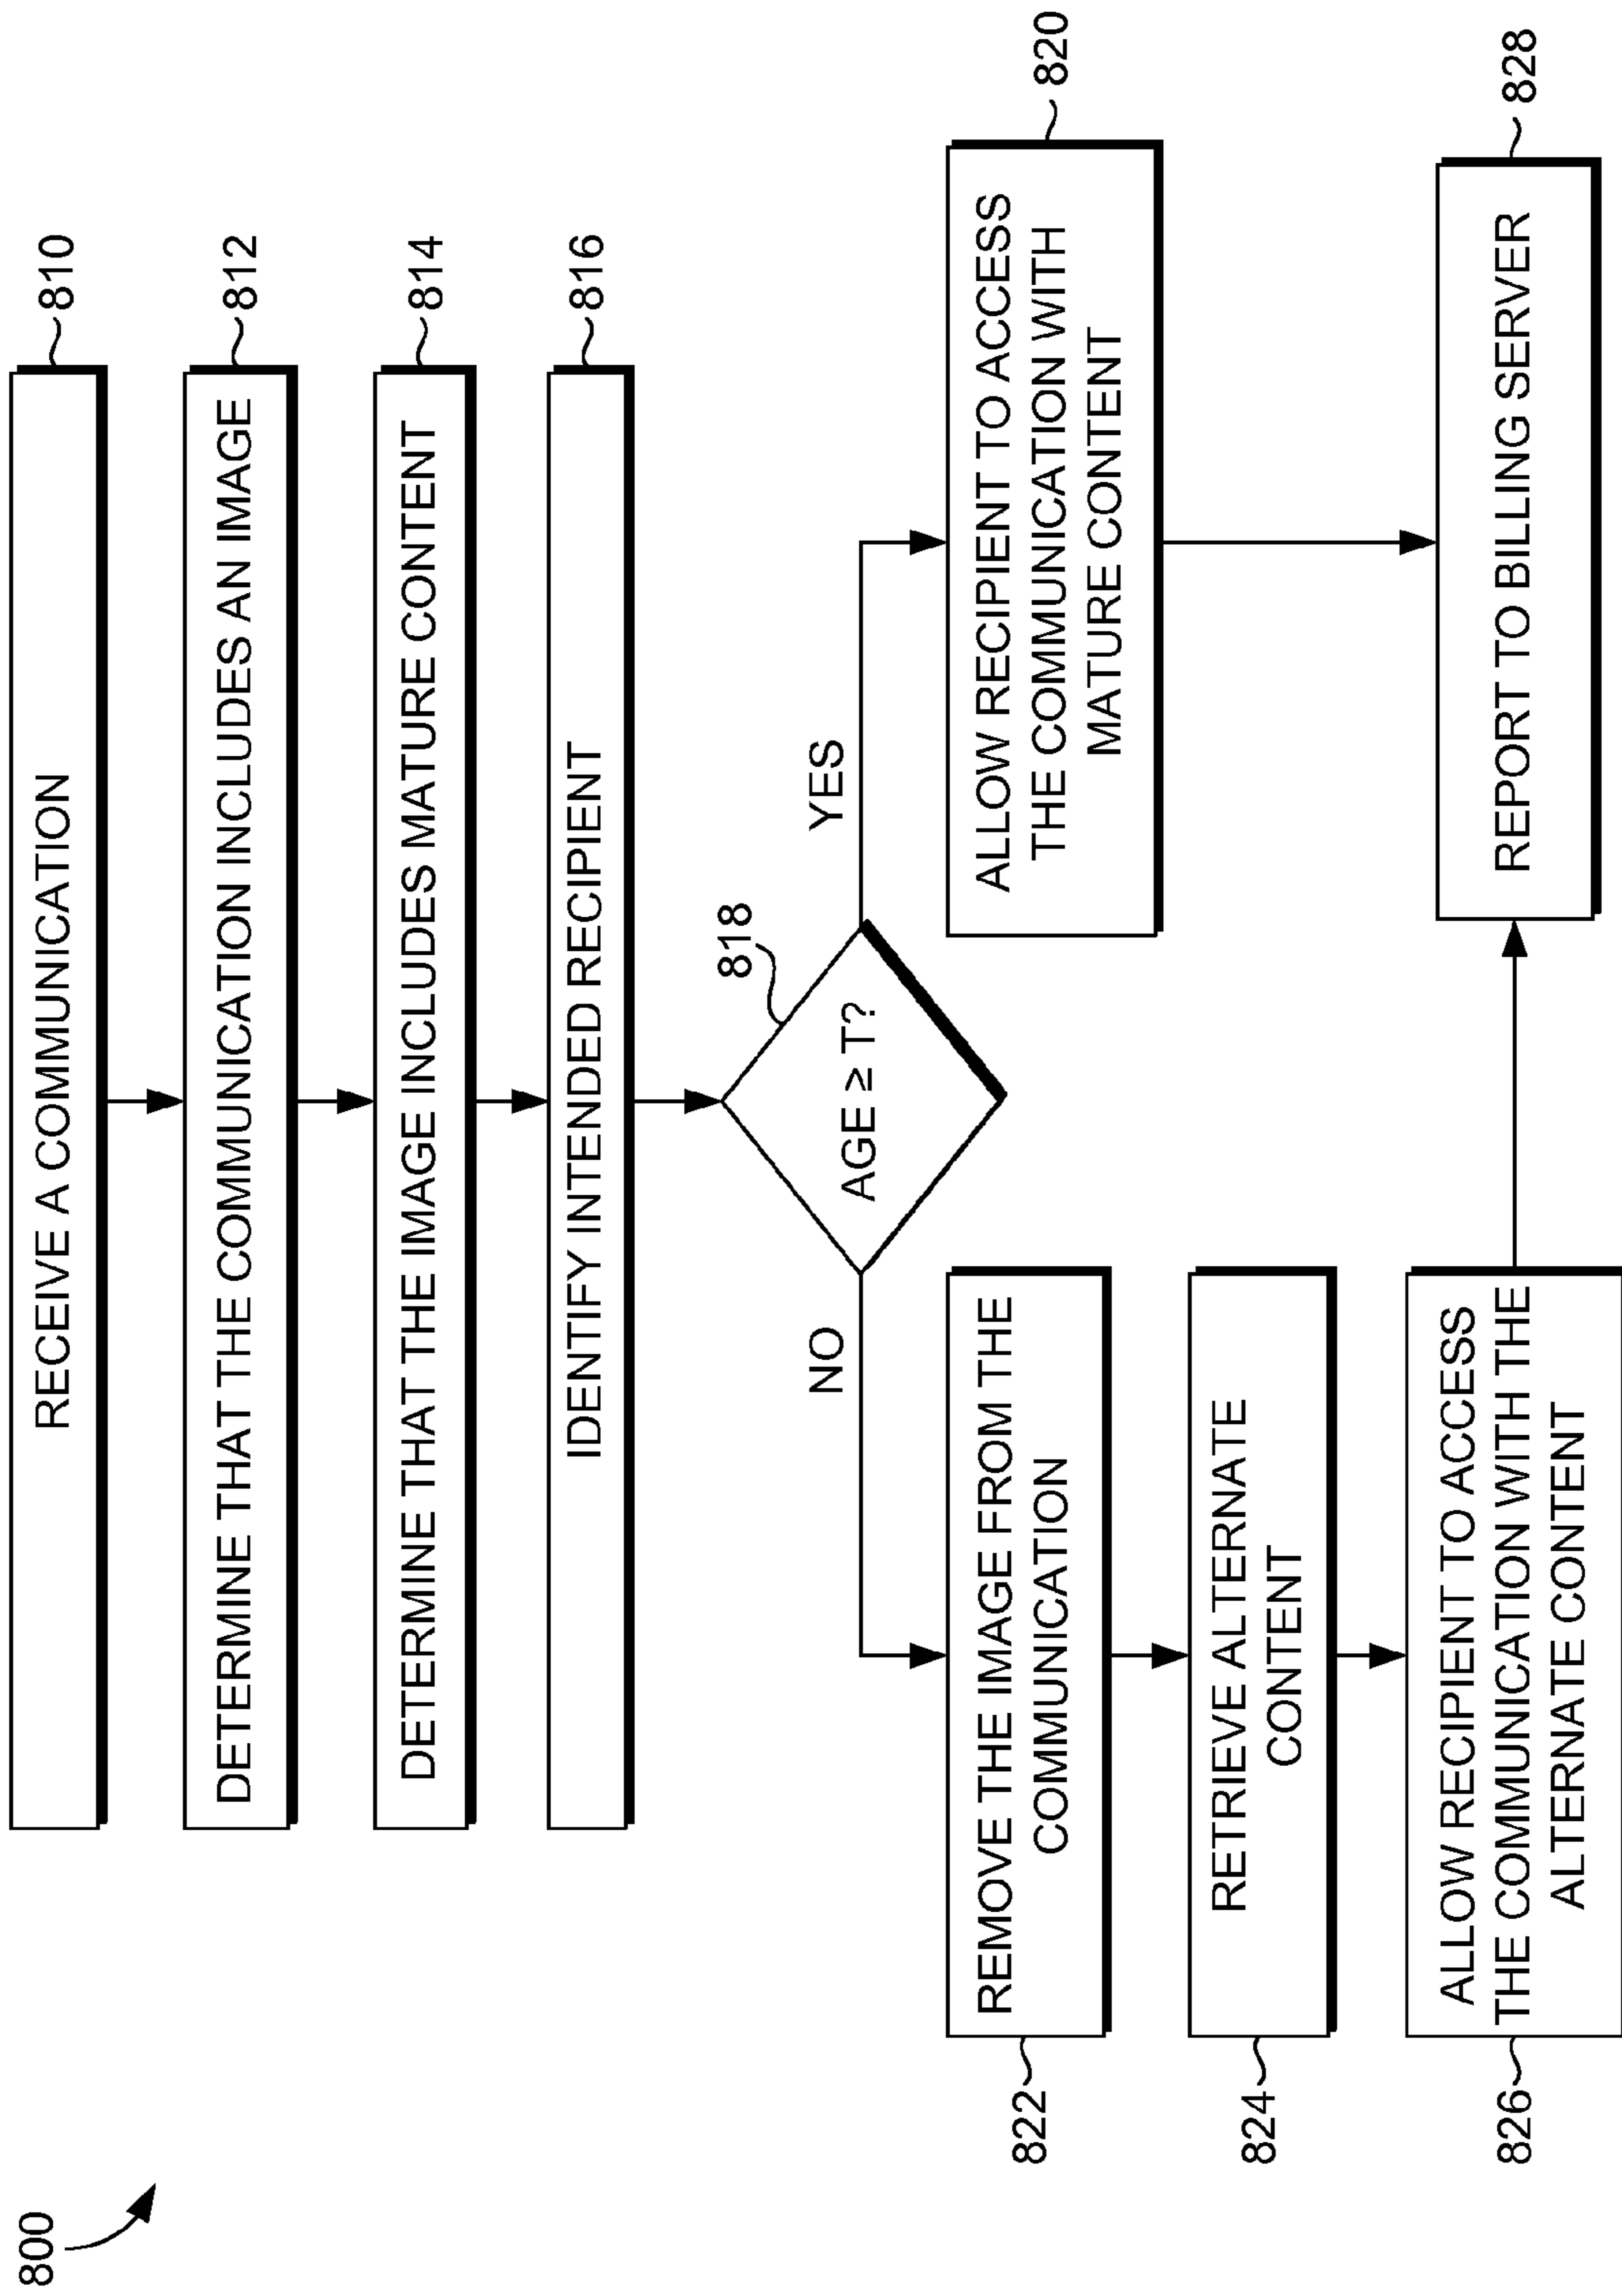 800
RECEIVE A COMMUNICATION
810
DETERMINE THAT THE COMMUNICATION INCLUDES AN IMAGE
812
DETERMINE THAT THE IMAGE INCLUDES MATURE CONTENT
814
IDENTIFY INTENDED RECIPIENT
816
818
AGE ≥ T?
NO
YES
REMOVE THE IMAGE FROM THE
COMMUNICATION
822
ALLOW RECIPIENT TO ACCESS
THE COMMUNICATION WITH
MATURE CONTENT
820
RETRIEVE ALTERNATE
CONTENT
824
ALLOW RECIPIENT TO ACCESS
THE COMMUNICATION WITH THE
ALTERNATE CONTENT
826
REPORT TO BILLING SERVER
828